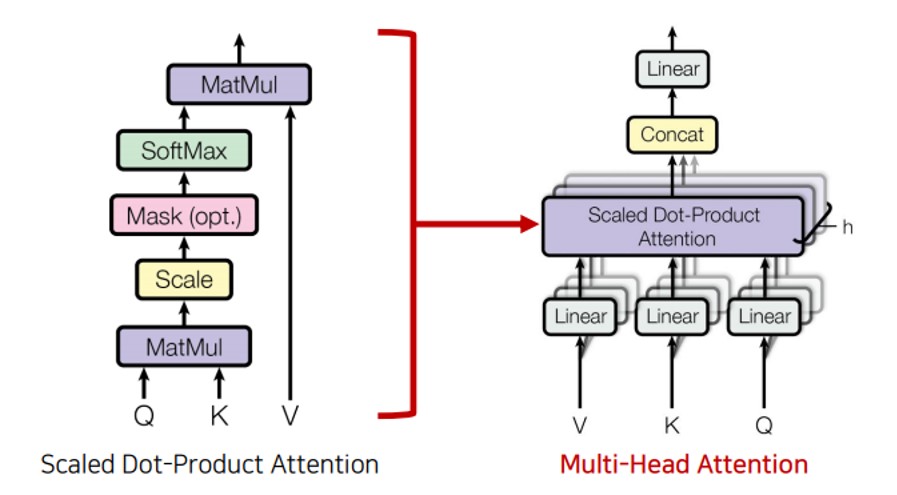 MatMul
SoftMax
Mask (opt.)
Scale
MatMul
Q K V
Scaled Dot-Product Attention
Linear
Concat
Scaled Dot-Product
Attention
h
Linear Linear Linear
V K Q
Multi-Head Attention